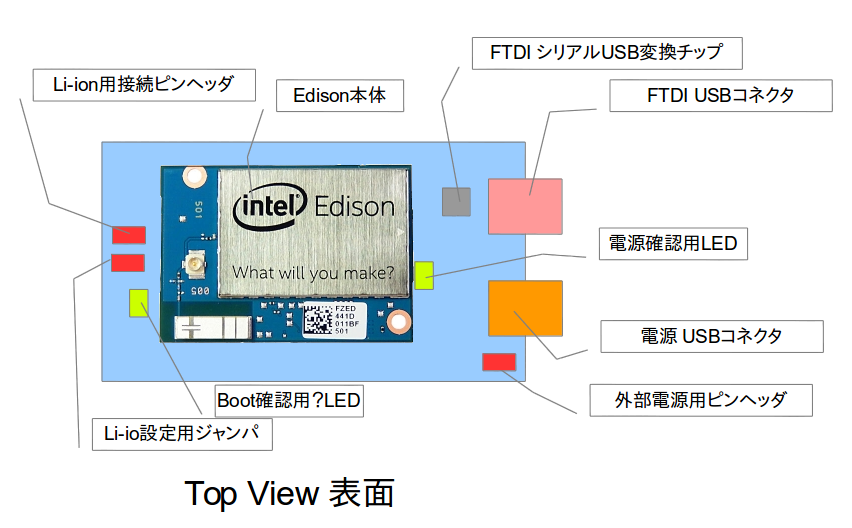 FTDI シリアルUSB変換チップ
Li-ion用接続ピンヘッダ
Edison本体
FTDI USBコネクタ
501
intel Edison
What will you make?
005
FZED
441D
011BF
501
電源確認用LED
電源 USBコネクタ
外部電源用ピンヘッダ
Boot確認用?LED
Li-io設定用ジャンパ
Top View 表面